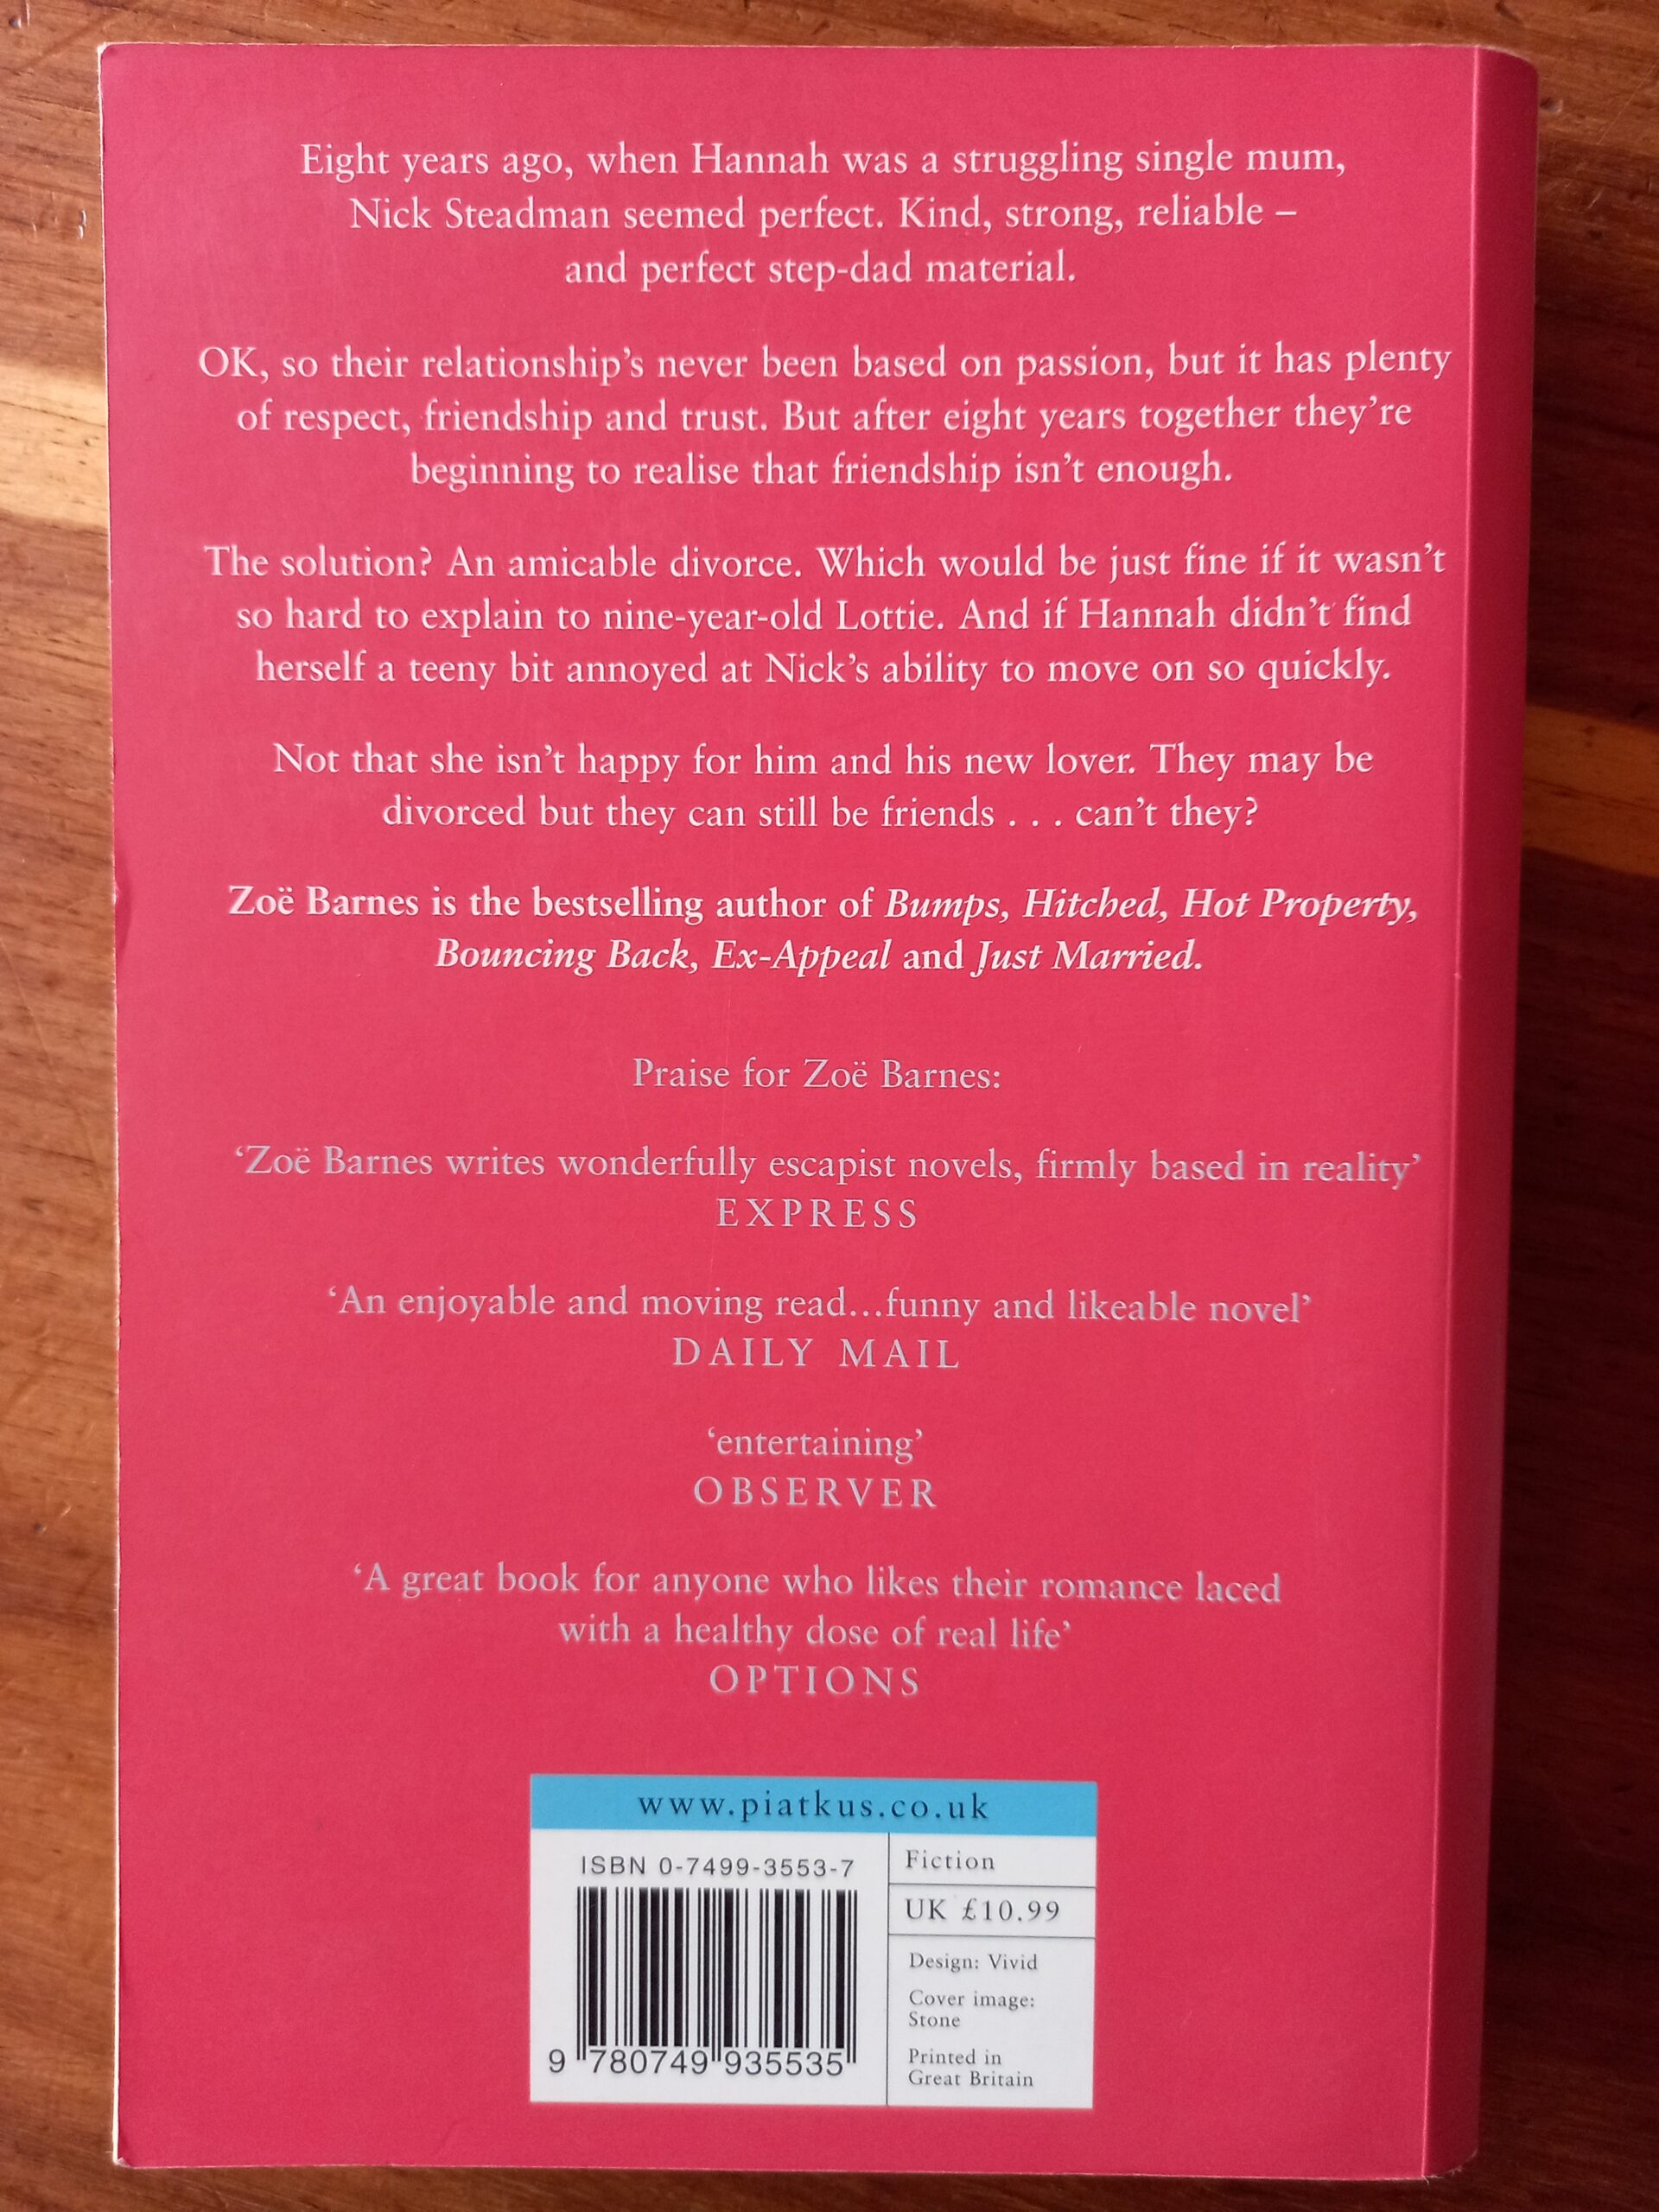 Eight years ago, when Hannah was a struggling single mum,
Nick Steadman seemed perfect. Kind, strong, reliable –
and perfect step-dad material.
OK, so their relationship’s never been based on passion, but it has plenty
of respect, friendship and trust. But after eight years together they’re
beginning to realise that friendship isn’t enough.
The solution? An amicable divorce. Which would be just fine if it wasn’t
so hard to explain to nine-year-old Lottie. And if Hannah didn’t find
herself a teeny bit annoyed at Nick’s ability to move on so quickly.
Not that she isn’t happy for him and his new lover. They may be
divorced but they can still be friends . . . can’t they?
Zoë Barnes is the bestselling author of Bumps, Hitched, Hot Property,
Bouncing Back, Ex-Appeal and Just Married.
Praise for Zoë Barnes:
‘Zoë Barnes writes wonderfully escapist novels, firmly based in reality’
EXPRESS
‘An enjoyable and moving read...funny and likeable novel’
DAILY MAIL
‘entertaining’
OBSERVER
‘A great book for anyone who likes their romance laced
with a healthy dose of real life’
OPTIONS
www.piatkus.co.uk
ISBN 0-7499-3553-7
9 780749 935535
Fiction
UK £10.99
Design: Vivid
Cover image:
Stone
Printed in
Great Britain